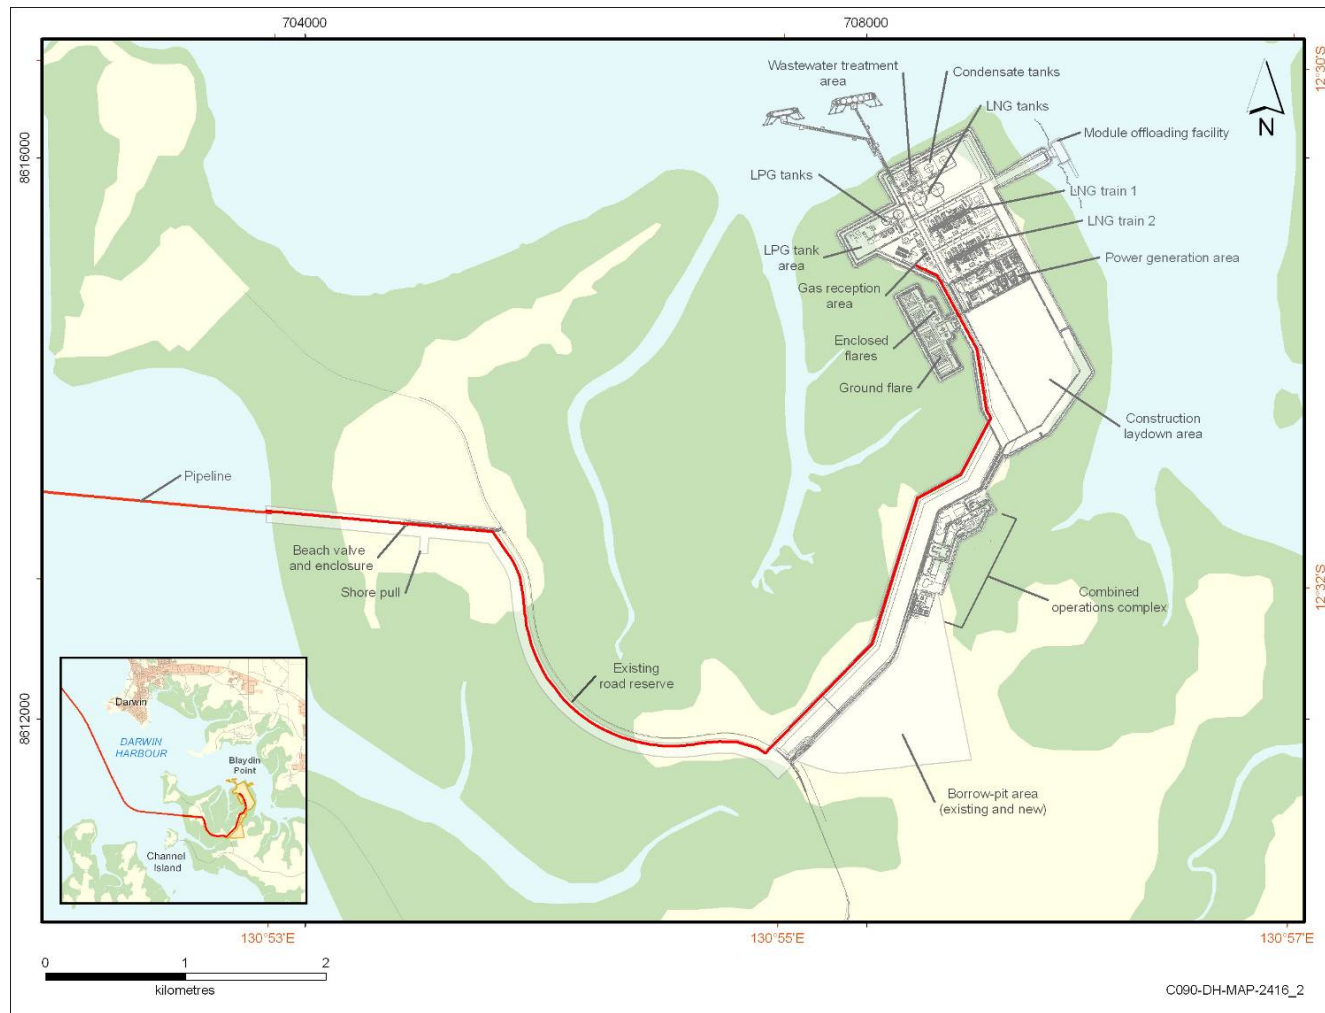 704000
708000
12°30'S
Wastewater treatment
area
Condensate tanks
LNG tanks
Module offloading facility
N
8616000
LPG tanks
LNG train 1
LNG train 2
LPG tank
area
Power generation area
Gas reception
area
Enclosed
flares
Ground flare
Construction
laydown area
Pipeline
Beach valve
and enclosure
Shore pull
12°32'S
Combined
operations complex
Existing
road reserve
8612000
Borrow-pit area
(existing and new)
Darwin
DARWIN
HARBOUR
Blaydin
Point
Channel
Island
130°53'E
130°55'E
130°57'E
0
1
2
kilometres
C090-DH-MAP-2416_2